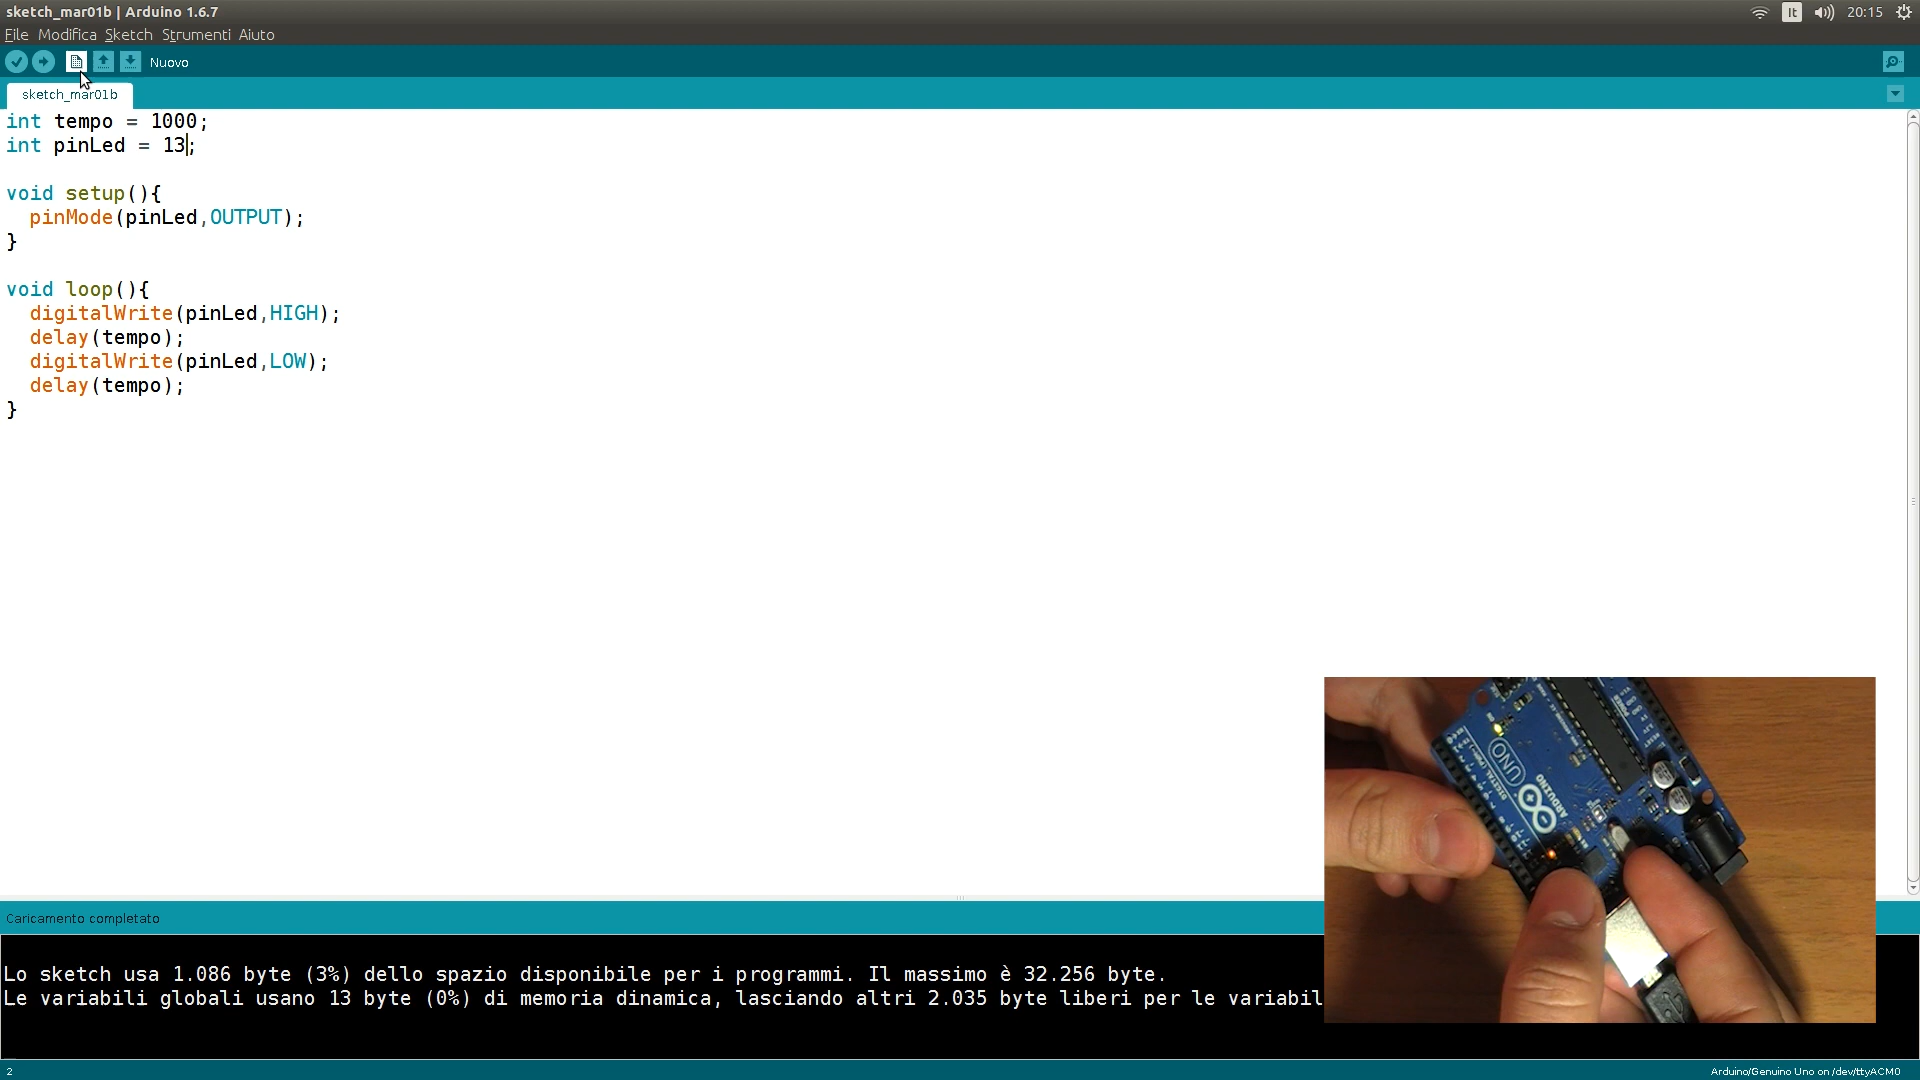 sketch_mar01b | Arduino 1.6.7
It
20:15
File Modifica Sketch Strumenti Aiuto
Nuovo
sketch_mar01b
int tempo = 1000;
int pinLed = 13;
void setup(){
pinMode(pinLed,OUTPUT);
}
void loop(){
digitalWrite(pinLed,HIGH);
delay(tempo);
digitalWrite(pinLed,LOW);
delay(tempo);
}
UNO
ARDUINO
DIGITAL
Caricamento completato
Lo sketch usa 1.086 byte (3%) dello spazio disponibile per i programmi. Il massimo è 32.256 byte.
Le variabili globali usano 13 byte (0%) di memoria dinamica, lasciando altri 2.035 byte liberi per le variabil
2
Arduino/Genuino Uno on /dev/ttyACM0